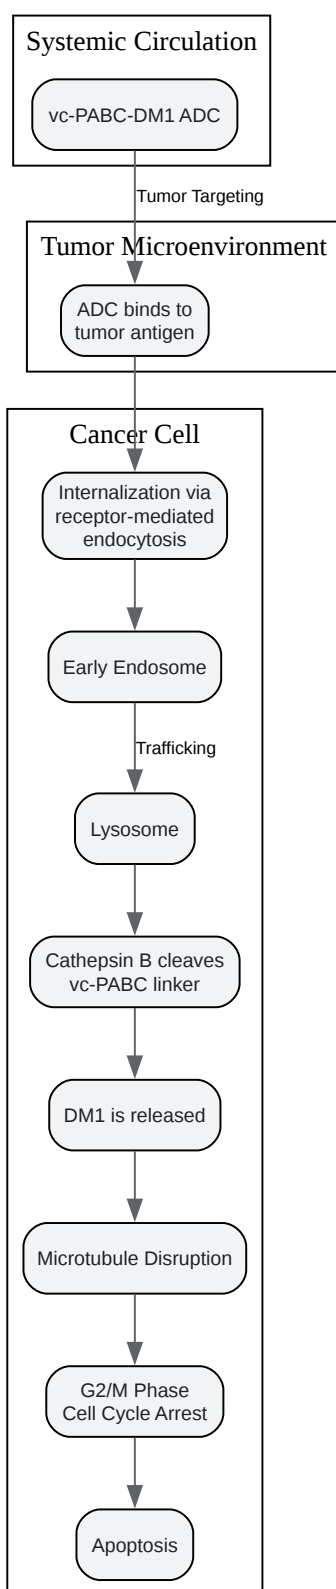 Systemic Circulation
vc-PABC-DM1 ADC
Tumor Targeting
Tumor Microenvironment
ADC binds to
tumor antigen
Cancer Cell
Internalization via
receptor-mediated
endocytosis
Early Endosome
Trafficking
Lysosome
Cathepsin B cleaves
vc-PABC linker
DM1 is released
Microtubule Disruption
G2/M Phase
Cell Cycle Arrest
Apoptosis